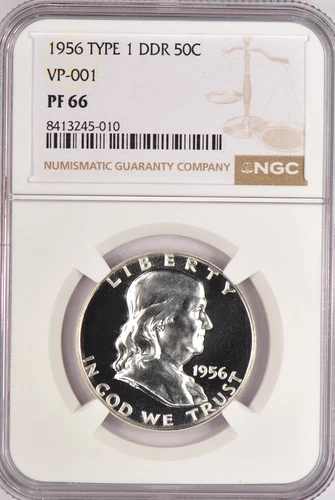 1956 TYPE 1 DDR 50C
VP-001
PF 66
8413245-010
NUMISMATIC GUARANTY COMPANY NGC
LIBERTY
1956
IN GOD WE TRUST